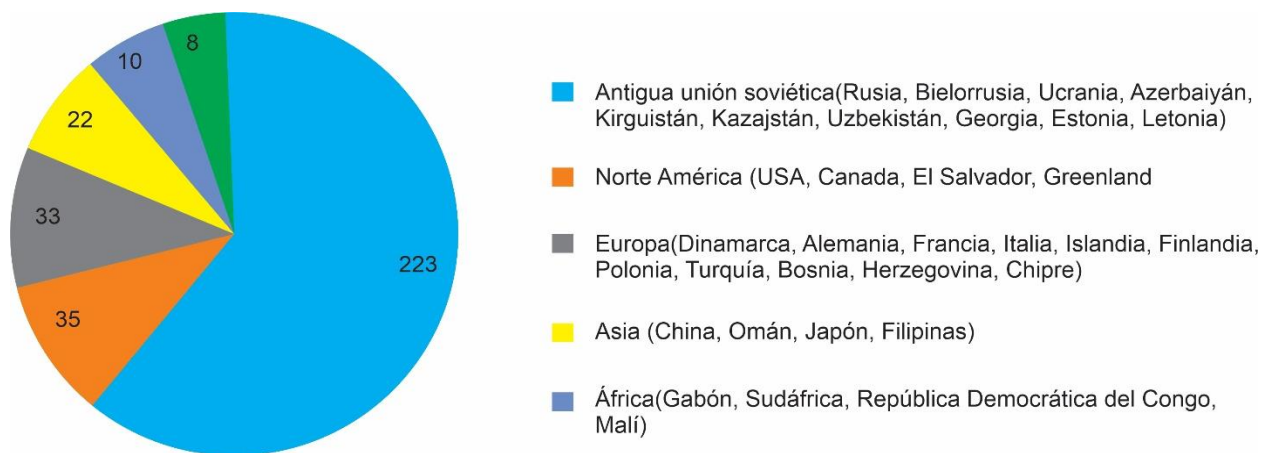 8
10
22
33
35
223
Antigua unión soviética(Rusia, Bielorrusia, Ucrania, Azerbaiyán,
Kirguistán, Kazajstán, Uzbekistán, Georgia, Estonia, Letonia)
Norte América (USA, Canada, El Salvador, Greenland
Europa(Dinamarca, Alemania, Francia, Italia, Islandia, Finlandia,
Polonia, Turquía, Bosnia, Herzegovina, Chipre)
Asia (China, Omán, Japón, Filipinas)
África(Gabón, Sudáfrica, República Democrática del Congo,
Malí)